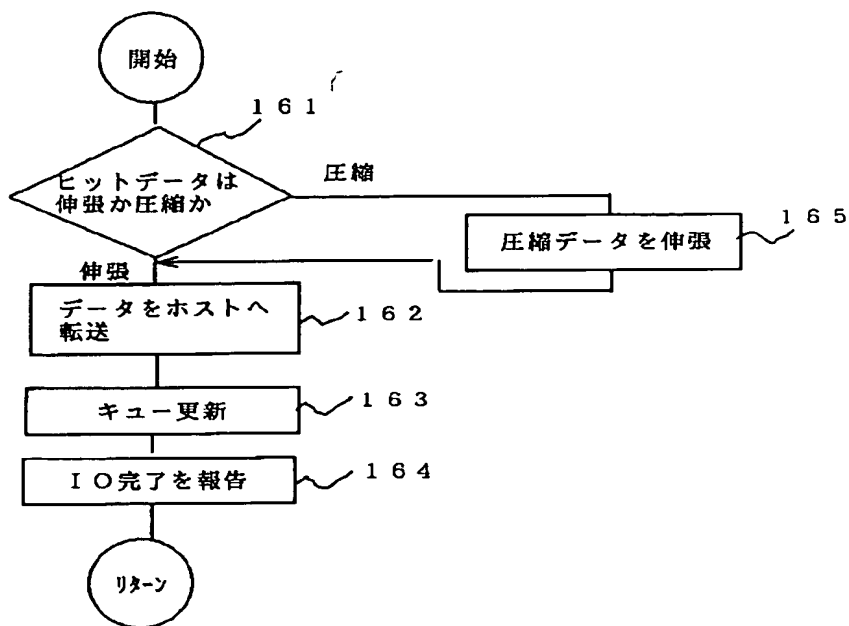 開始
161
ヒットデータは
伸張か圧縮か
圧縮
165
圧縮データを伸張
伸張
データをホストへ
転送
162
キュー更新
163
IO完了を報告
164
リターン